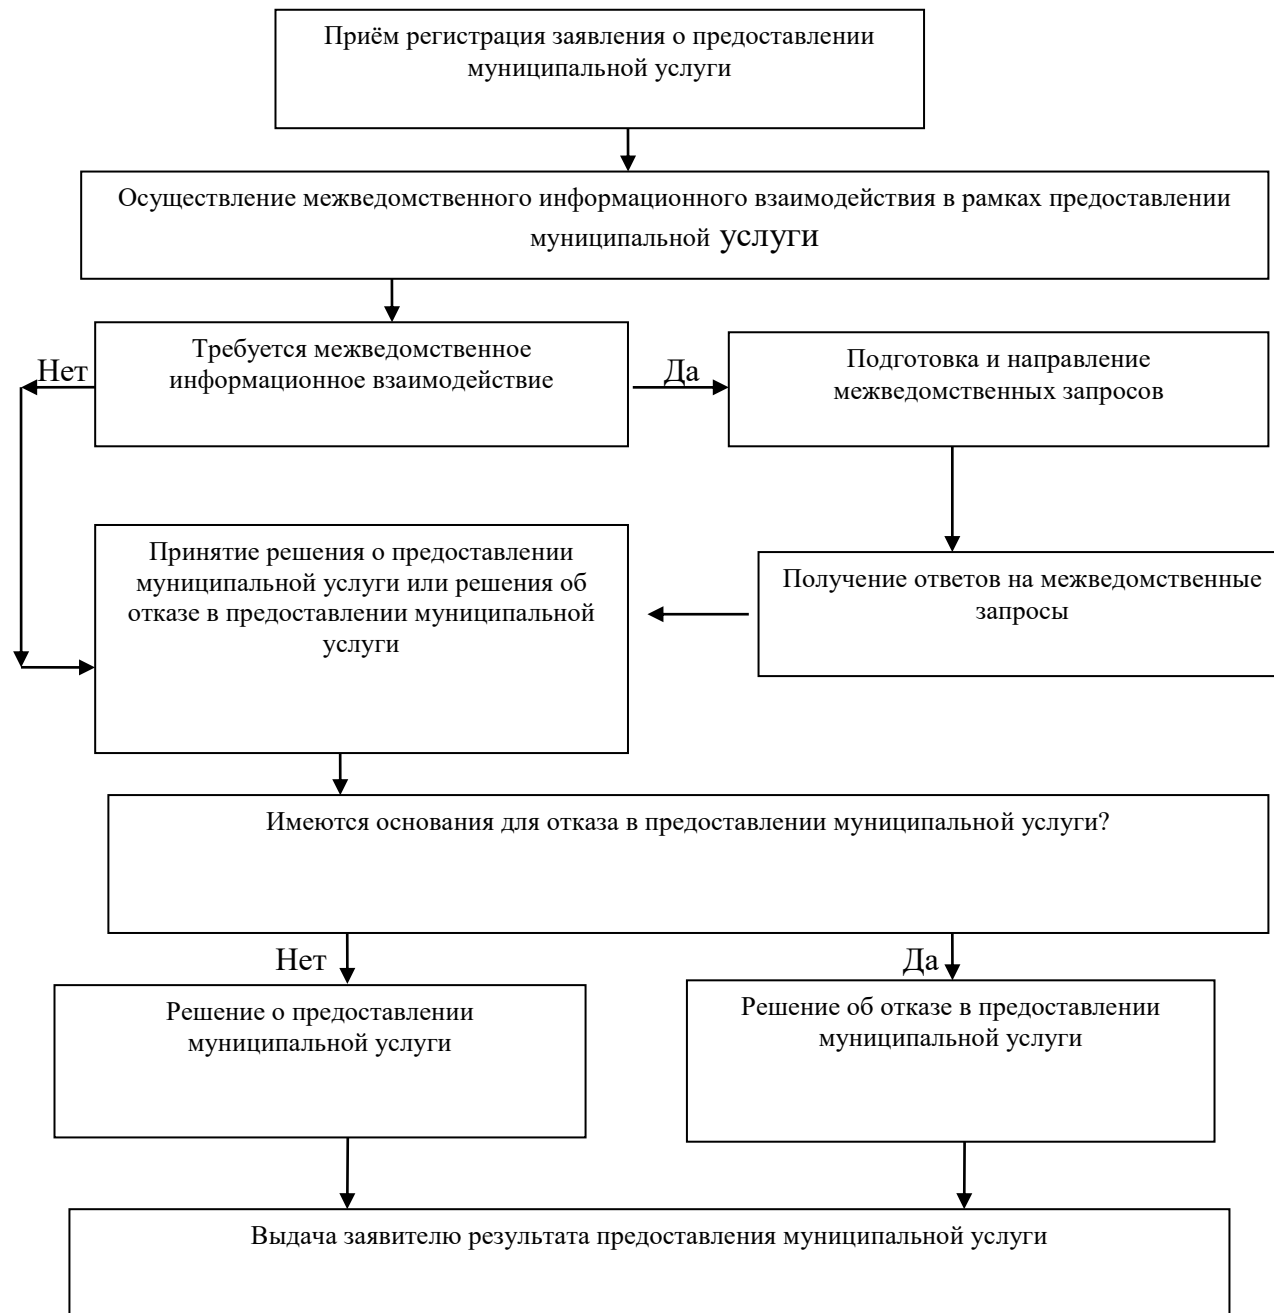 Приём регистрация заявления о предоставлении
муниципальной услуги
Осуществление межведомственного информационного взаимодействия в рамках предоставлении
муниципальной услуги
Требуется межведомственное
информационное взаимодействие
Нет
Да
Подготовка и направление
межведомственных запросов
Принятие решения о предоставлении
муниципальной услуги или решения об
отказе в предоставлении муниципальной
услуги
Получение ответов на межведомственные
запросы
Имеются основания для отказа в предоставлении муниципальной услуги?
Нет
Да
Решение о предоставлении
муниципальной услуги
Решение об отказе в предоставлении
муниципальной услуги
Выдача заявителю результата предоставления муниципальной услуги